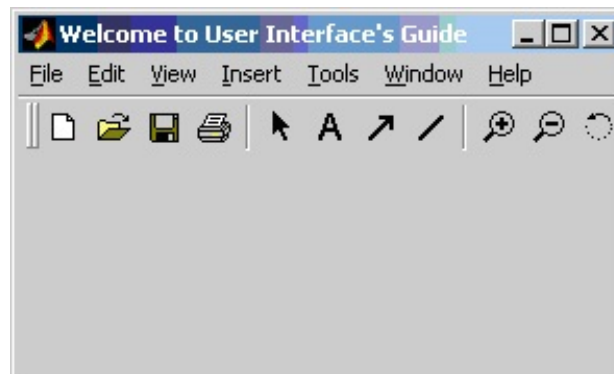 Welcome to User Interface's Guide
File Edit View Insert Tools Window Help
A